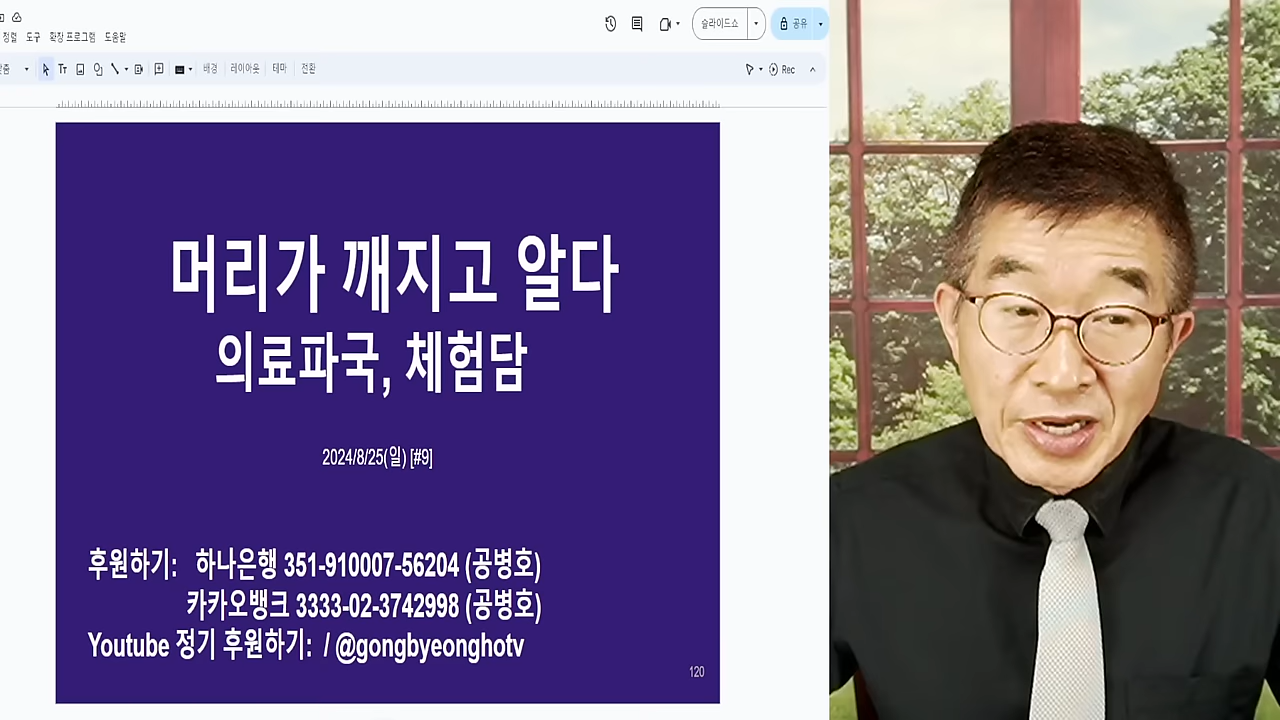 정렬 도구 확장 프로그램 도움말
슬라이드쇼
공유
배경 레이아웃 테마 전환
Rec
머리가 깨지고 알다
의료파국, 체험담
2024/8/25(일) [#9]
후원하기: 하나은행 351-910007-56204 (공병호)
카카오뱅크 3333-02-3742998 (공병호)
Youtube 정기 후원하기: / @gongbyeonghotv
120